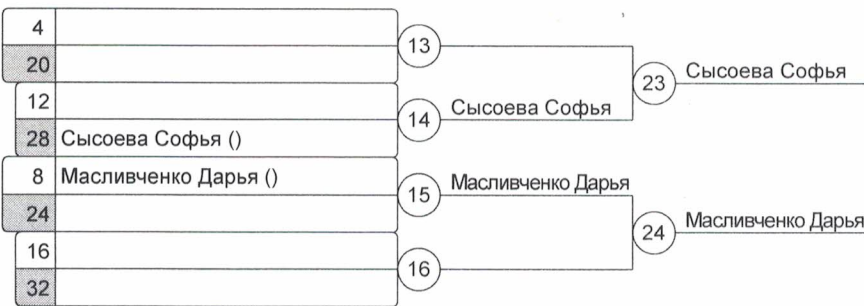 4
13
20
23 Сысоева Софья
12
14 Сысоева Софья
28 Сысоева Софья ()
8 Масливченко Дарья ()
15 Масливченко Дарья
24
24 Масливченко Дарья
16
16
32